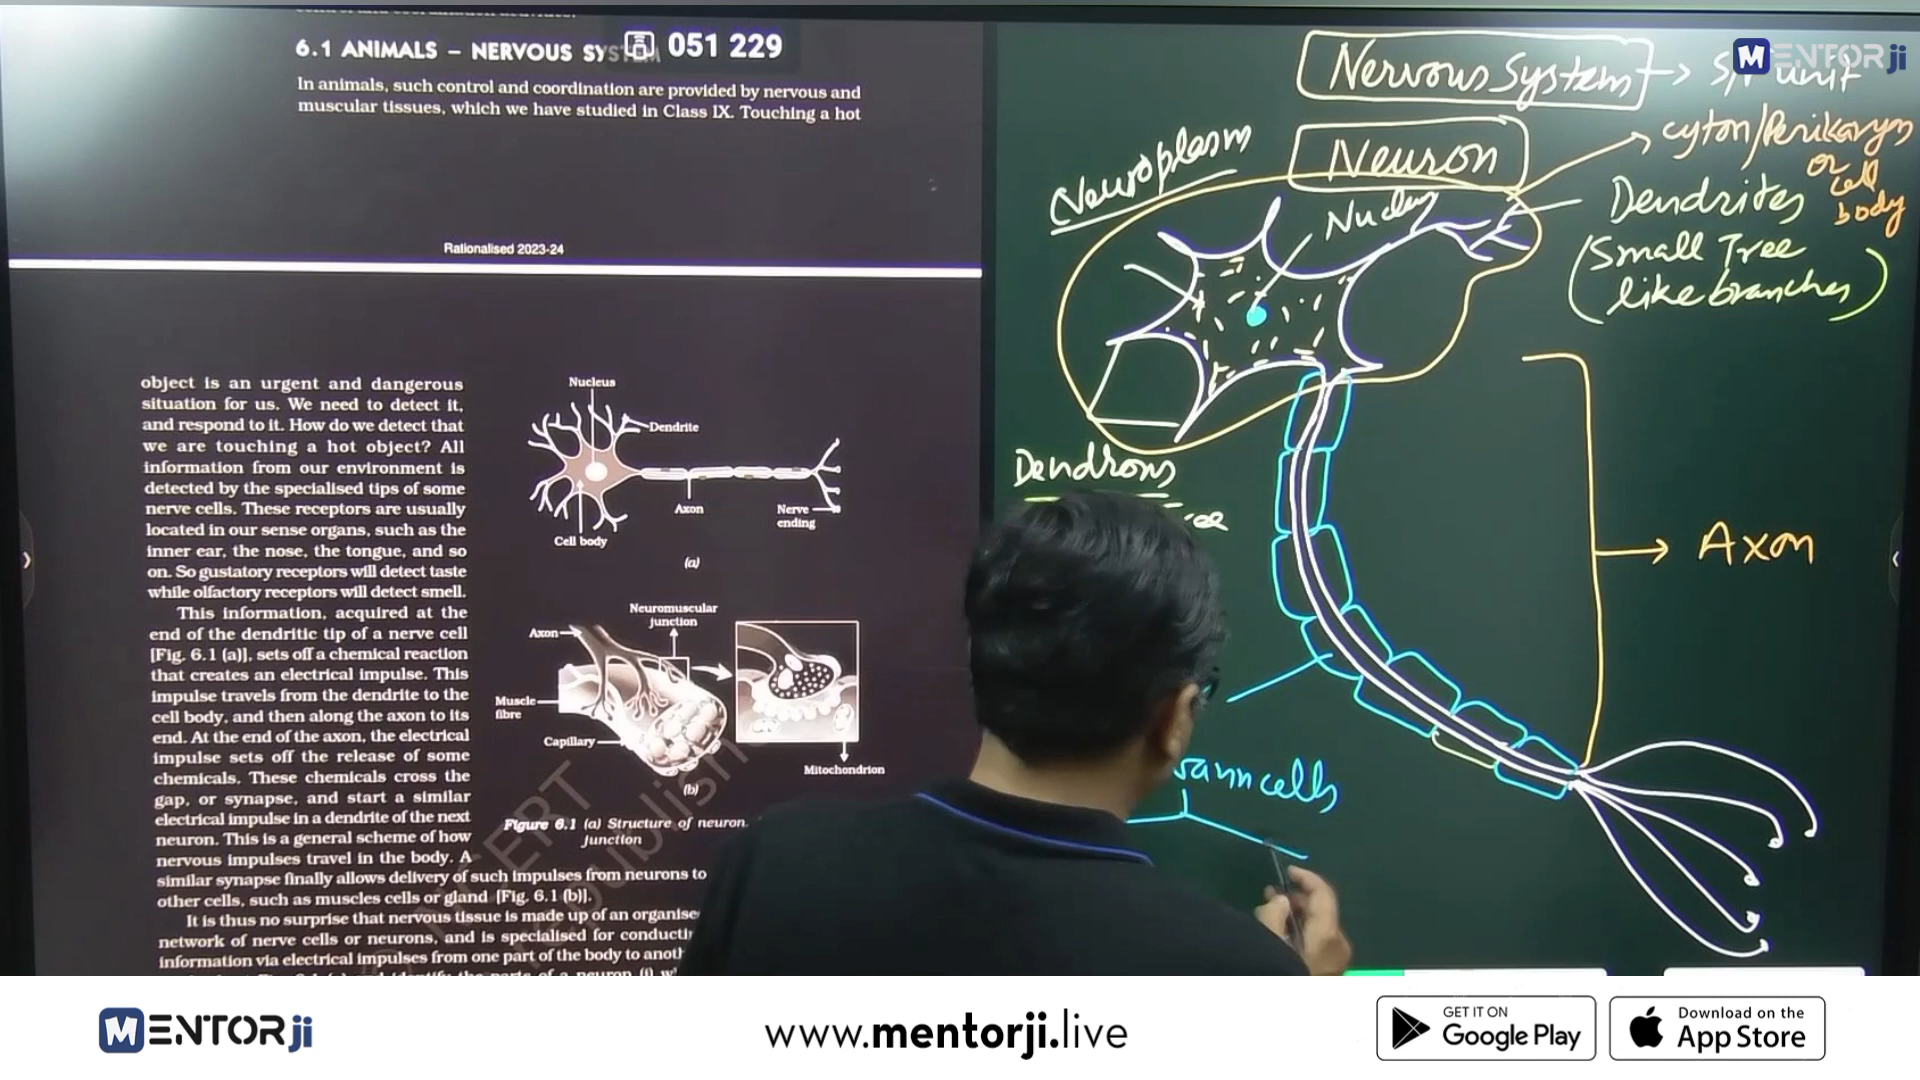 6.1 ANIMALS – NERVOUS SYSTEM
051 229
In animals, such control and coordination are provided by nervous and
muscular tissues, which we have studied in Class IX. Touching a hot
Rationalised 2023-24
object is an urgent and dangerous
situation for us. We need to detect it,
and respond to it. How do we detect that
we are touching a hot object? All
information from our environment is
detected by the specialised tips of some
nerve cells. These receptors are usually
located in our sense organs, such as the
inner ear, the nose, the tongue, and so
on. So gustatory receptors will detect taste
while olfactory receptors will detect smell.
This information, acquired at the
end of the dendritic tip of a nerve cell
[Fig. 6.1 (a)], sets off a chemical reaction
that creates an electrical impulse. This
impulse travels from the dendrite to the
cell body, and then along the axon to its
end. At the end of the axon, the electrical
impulse sets off the release of some
chemicals. These chemicals cross the
gap, or synapse, and start a similar
electrical impulse in a dendrite of the next
neuron. This is a general scheme of how
nervous impulses travel in the body. A
similar synapse finally allows delivery of such impulses from neurons to
other cells, such as muscles cells or gland [Fig. 6.1 (b)].
It is thus no surprise that nervous tissue is made up of an organise
network of nerve cells or neurons, and is specialised for conducti
information via electrical impulses from one part of the body to anoth
Nucleus
Dendrite
Axon
Nerve
ending
Cell body
(a)
Neuromuscular
junction
Axon
Muscle
fibre
Capillary
Mitochondrion
(b)
Figure 6.1 (a) Structure of neuron,
junction
NCERT
Nervous System → S/F unit
MENTORji
Neuron
cyton/Perikaryon
or
cell
body
Neuroplasm
Dendrites
(Small Tree
like branches)
Dendrons
Axon
wann cells
MENTORji
www.mentorji.live
GET IT ON
Google Play
Download on the
App Store